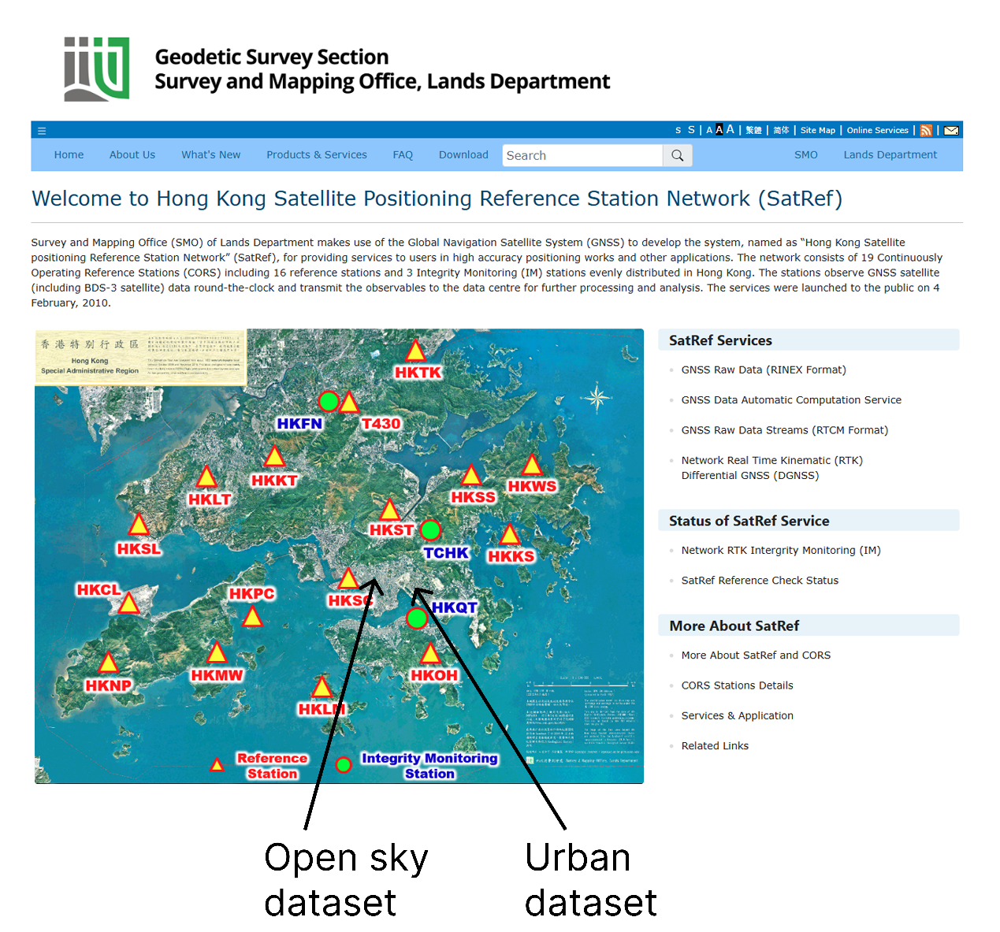 Geodetic Survey Section
Survey and Mapping Office, Lands Department
☰ S S | A A A | 繁體 | 简体 | Site Map | Online Services | |
Home About Us What's New Products & Services FAQ Download Search SMO Lands Department
Welcome to Hong Kong Satellite Positioning Reference Station Network (SatRef)
Survey and Mapping Office (SMO) of Lands Department makes use of the Global Navigation Satellite System (GNSS) to develop the system, named as “Hong Kong Satellite
positioning Reference Station Network” (SatRef), for providing services to users in high accuracy positioning works and other applications. The network consists of 19 Continuously
Operating Reference Stations (CORS) including 16 reference stations and 3 Integrity Monitoring (IM) stations evenly distributed in Hong Kong. The stations observe GNSS satellite
(including BDS-3 satellite) data round-the-clock and transmit the observables to the data centre for further processing and analysis. The services were launched to the public on 4
February, 2010.
香港特別行政區
Hong Kong
Special Administrative Region
HKTK
HKFN T430
HKKT
HKLT
HKSS
HKWS
HKST
HKSL
TCHK
HKKS
HKCL
HKPC
HKSC
HKQT
HKNP
HKMW
HKOH
HKLM
Reference
Station
Integrity Monitoring
Station
SatRef Services
GNSS Raw Data (RINEX Format)
GNSS Data Automatic Computation Service
GNSS Raw Data Streams (RTCM Format)
Network Real Time Kinematic (RTK)
Differential GNSS (DGNSS)
Status of SatRef Service
Network RTK Intergrity Monitoring (IM)
SatRef Reference Check Status
More About SatRef
More About SatRef and CORS
CORS Stations Details
Services & Application
Related Links
Open sky
dataset
Urban
dataset